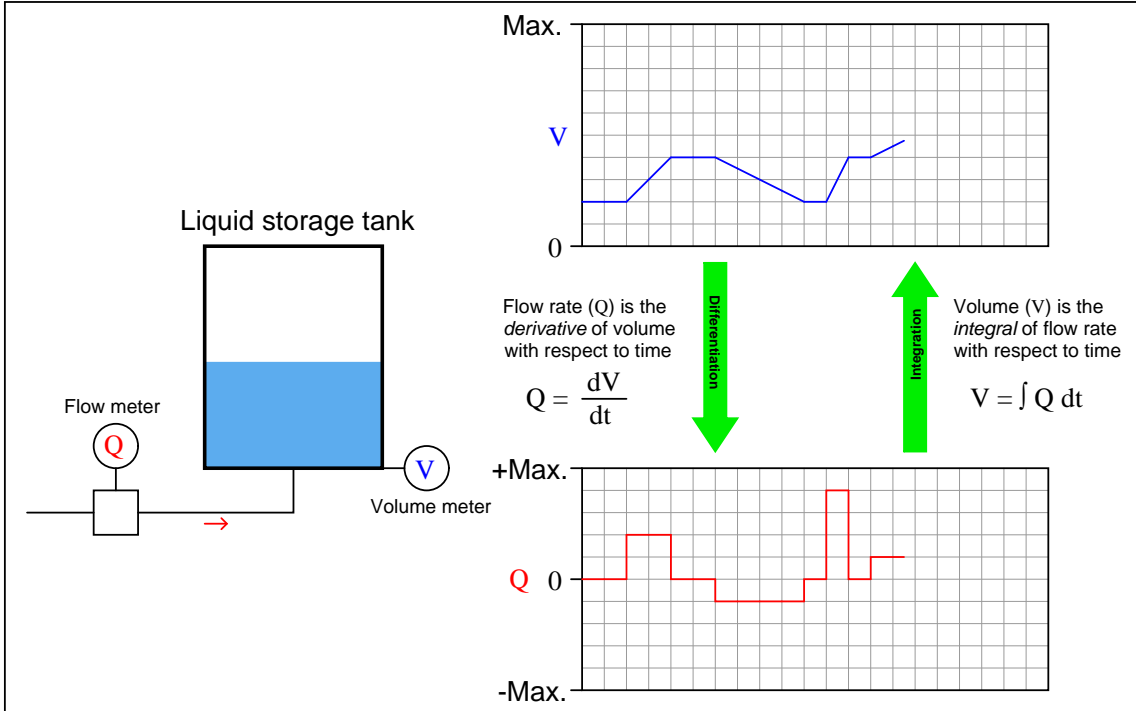 Max.
V
0
Liquid storage tank
Flow meter
Q
V
Volume meter
Flow rate (Q) is the
derivative of volume
with respect to time
Q = dV/dt
Differentiation
Integration
Volume (V) is the
integral of flow rate
with respect to time
V = ∫ Q dt
+Max.
Q 0
-Max.